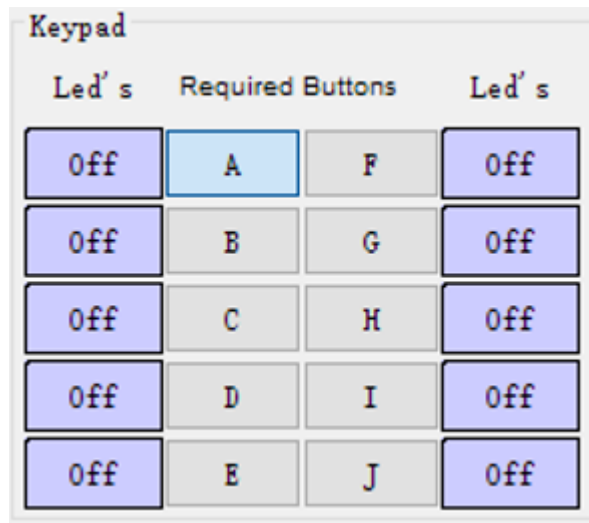 Keypad
Led's Required Buttons Led's
Off A F Off
Off B G Off
Off C H Off
Off D I Off
Off E J Off